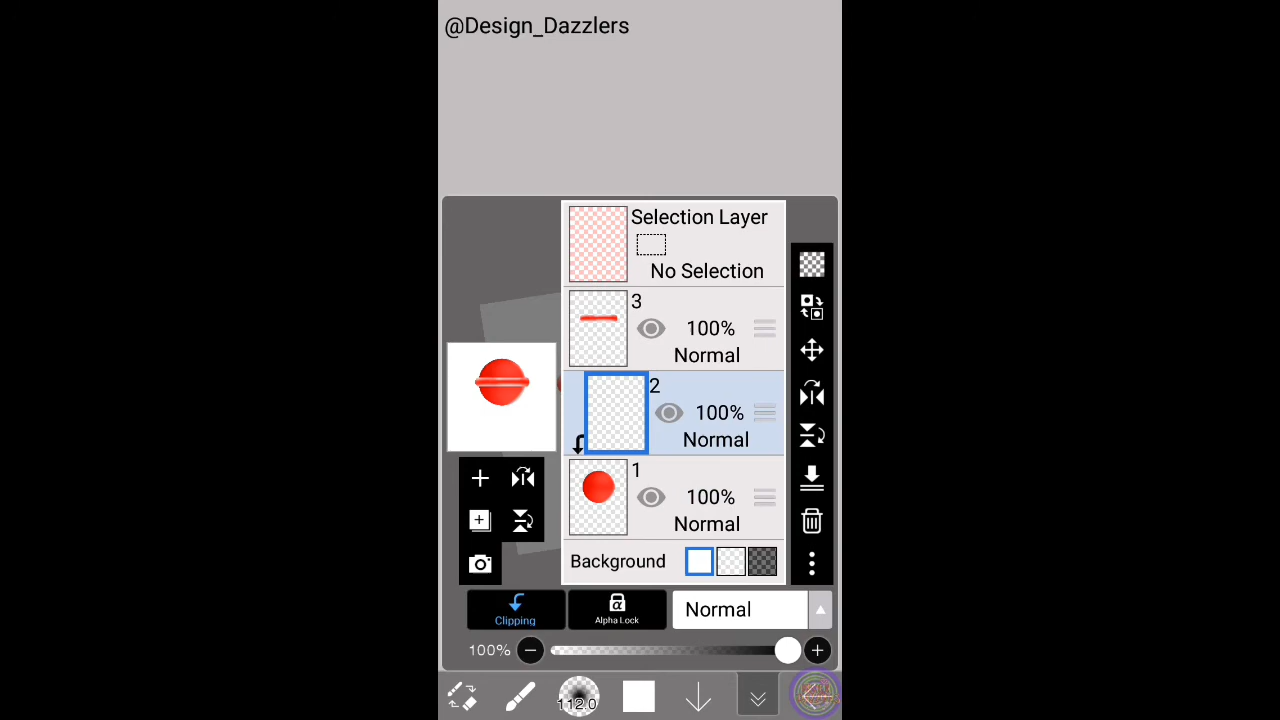 @Design_Dazzlers
Selection Layer
No Selection
3
100%
Normal
2
100%
Normal
1
100%
Normal
Background
Clipping
α
Alpha Lock
Normal
100%
112.0